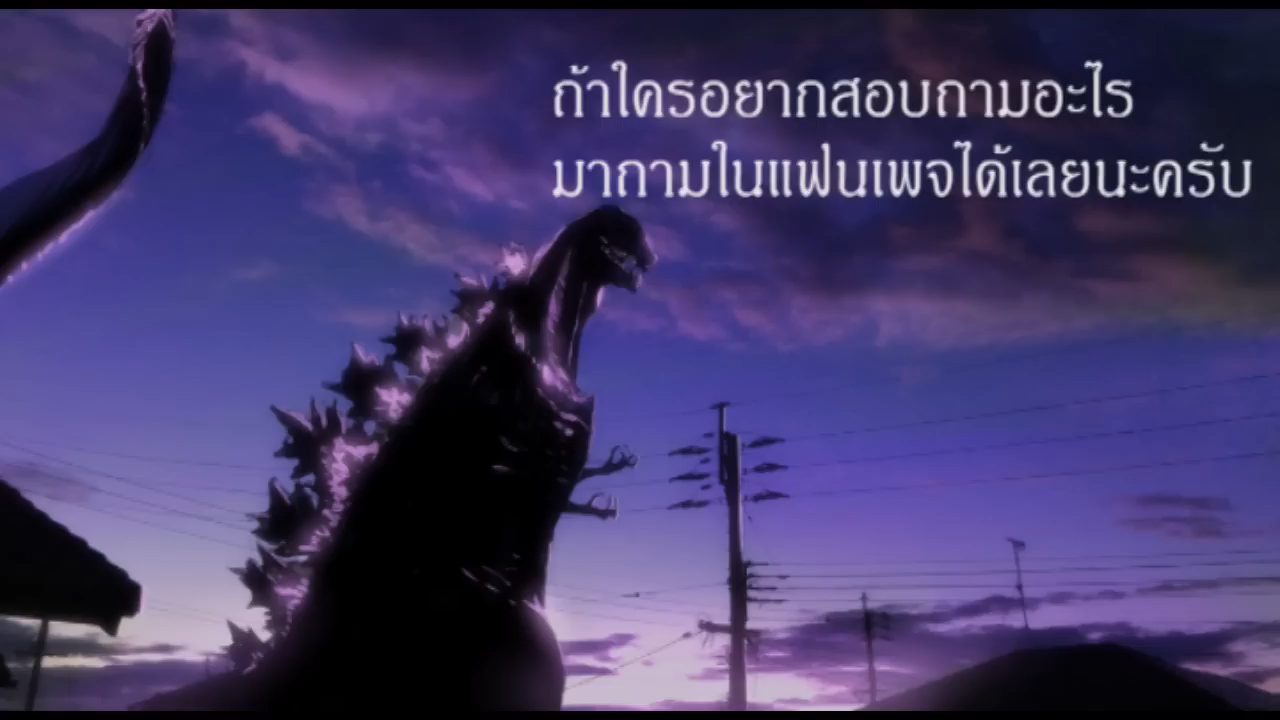 ถ้าใครอยากสอบถามอะไร
มาถามในแฟนเพจได้เลยนะครับ